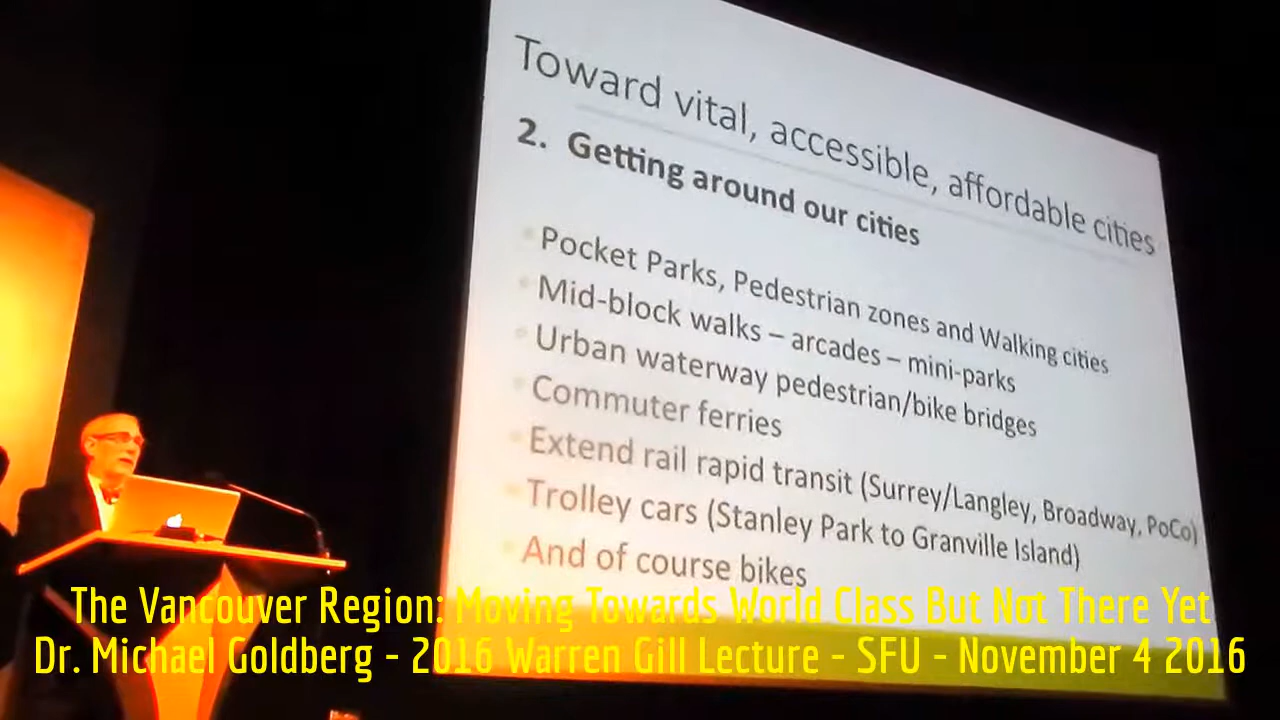 Toward vital, accessible, affordable cities
2. Getting around our cities
Pocket Parks, Pedestrian zones and Walking cities
Mid-block walks – arcades – mini-parks
Urban waterway pedestrian/bike bridges
Commuter ferries
Extend rail rapid transit (Surrey/Langley, Broadway, PoCo)
Trolley cars (Stanley Park to Granville Island)
And of course bikes
The Vancouver Region: Moving Towards World Class But Not There Yet
Dr. Michael Goldberg - 2016 Warren Gill Lecture - SFU - November 4 2016